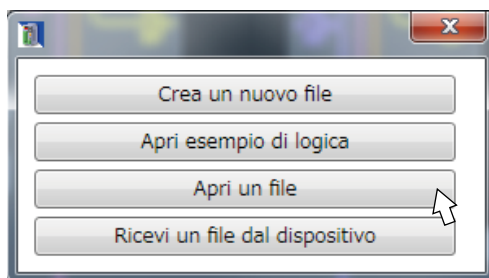 Crea un nuovo file
Apri esempio di logica
Apri un file
Ricevi un file dal dispositivo